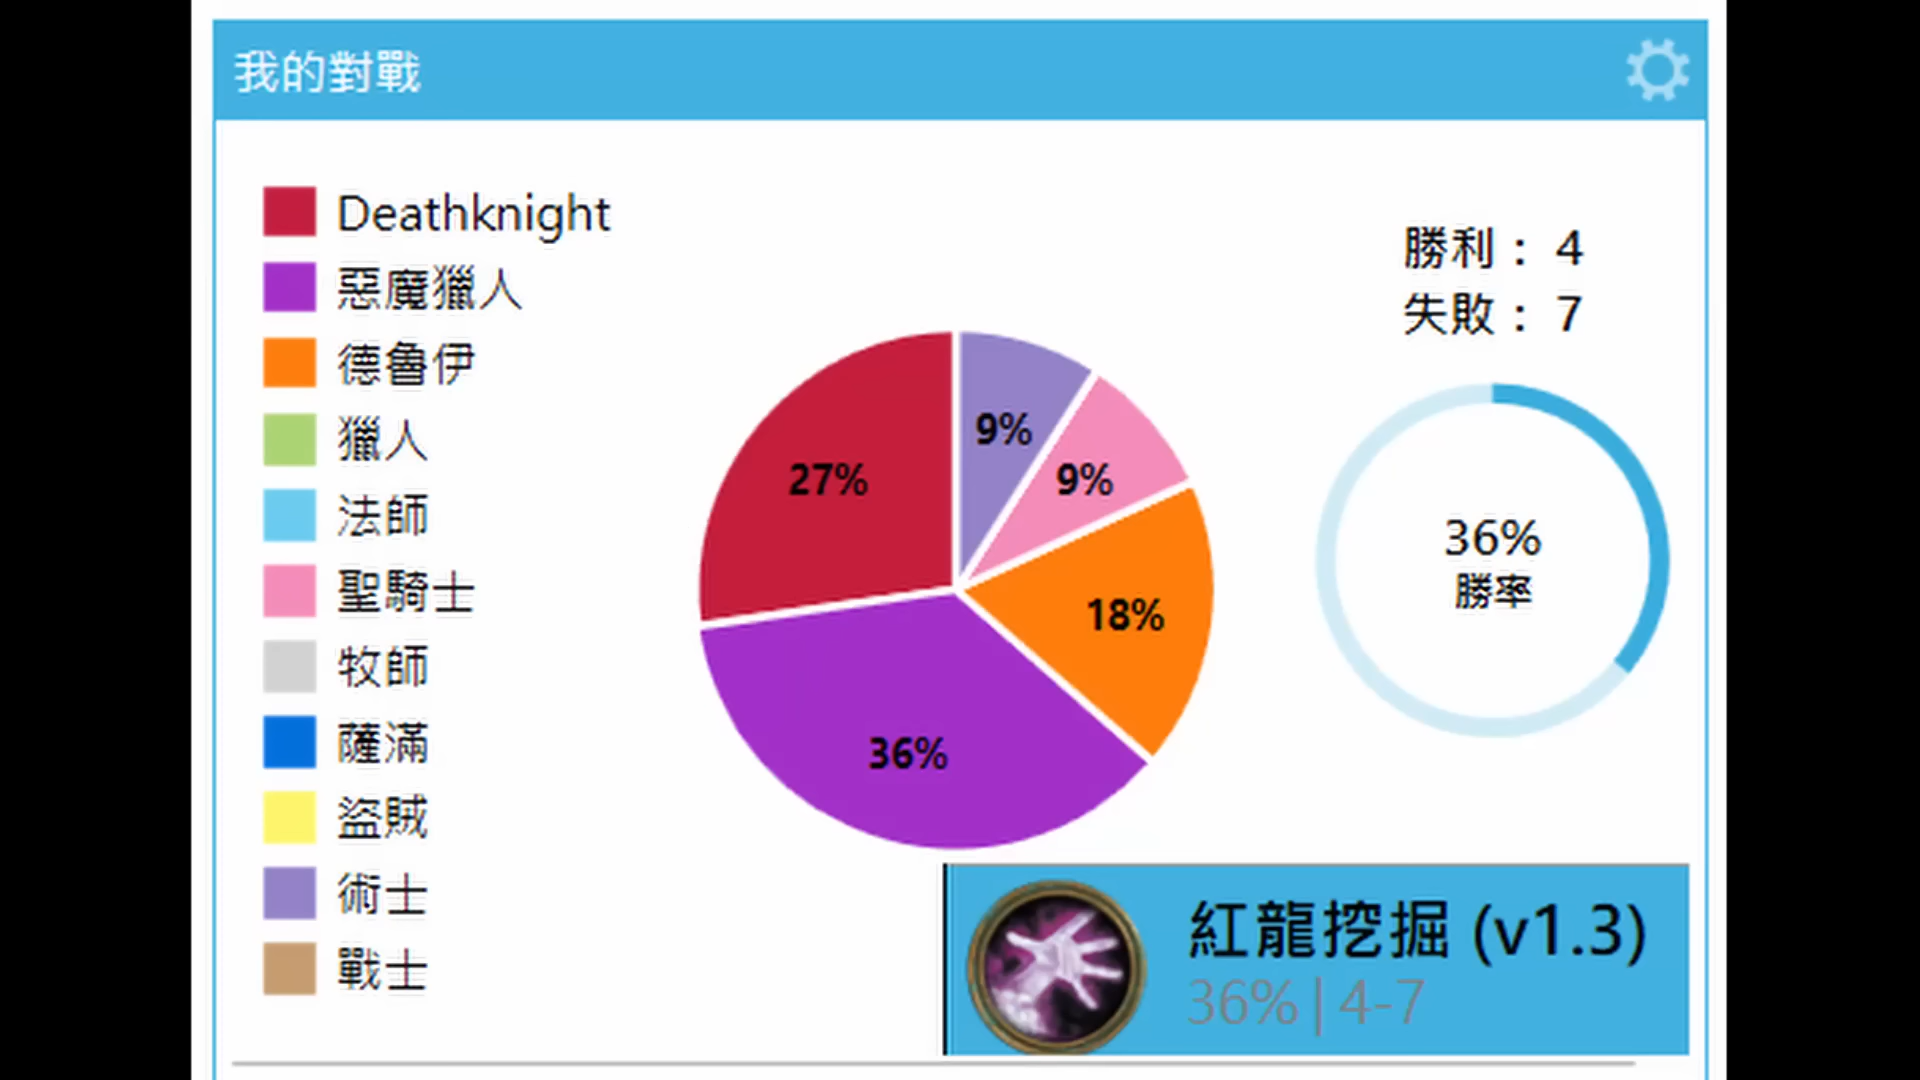 我的對戰
Deathknight
惡魔獵人
德魯伊
獵人
法師
聖騎士
牧師
薩滿
盜賊
術士
戰士
9%
9%
27%
18%
36%
勝利： 4
失敗： 7
36%
勝率
紅龍挖掘 (v1.3)
36% | 4-7